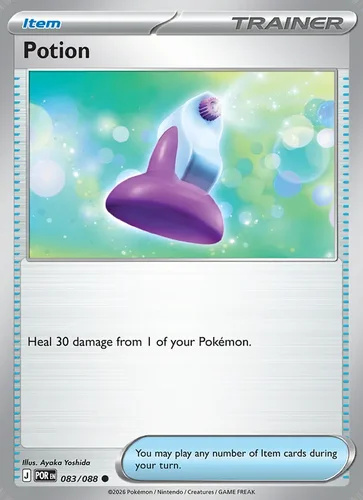 Item
TRAINER
Potion
Heal 30 damage from 1 of your Pokémon.
Illus. Ayaka Yoshida
You may play any number of Item cards during
your turn.
J POR EN 083/088
©2026 Pokémon / Nintendo / Creatures / GAME FREAK